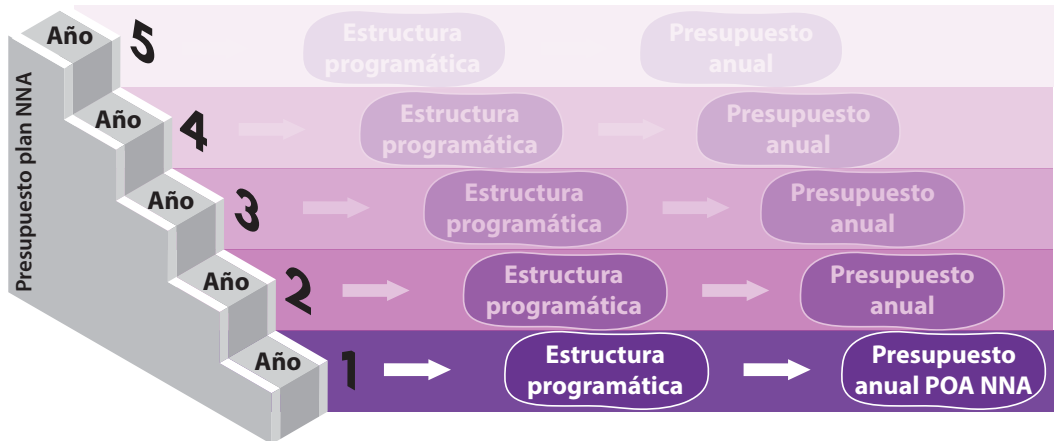 Presupuesto plan NNA
Año 5
Estructura
programática
Presupuesto
anual
Año 4
Estructura
programática
Presupuesto
anual
Año 3
Estructura
programática
Presupuesto
anual
Año 2
Estructura
programática
Presupuesto
anual
Año 1
Estructura
programática
Presupuesto
anual POA NNA